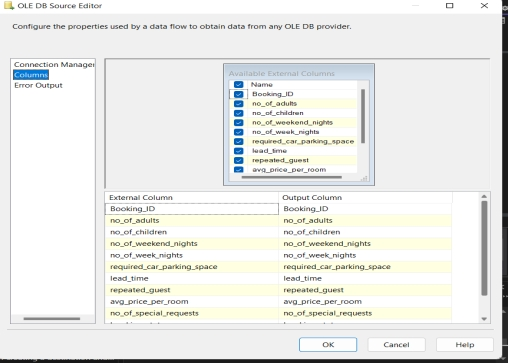 OLE DB Source Editor
Configure the properties used by a data flow to obtain data from any OLE DB provider.
Connection Manager
Columns
Error Output
Available External Columns
Name
Booking_ID
no_of_adults
no_of_children
no_of_weekend_nights
no_of_week_nights
required_car_parking_space
lead_time
repeated_guest
avg_price_per_room
External Column Output Column
Booking_ID Booking_ID
no_of_adults no_of_adults
no_of_children no_of_children
no_of_weekend_nights no_of_weekend_nights
no_of_week_nights no_of_week_nights
required_car_parking_space required_car_parking_space
lead_time lead_time
repeated_guest repeated_guest
avg_price_per_room avg_price_per_room
no_of_special_requests no_of_special_requests
OK Cancel Help